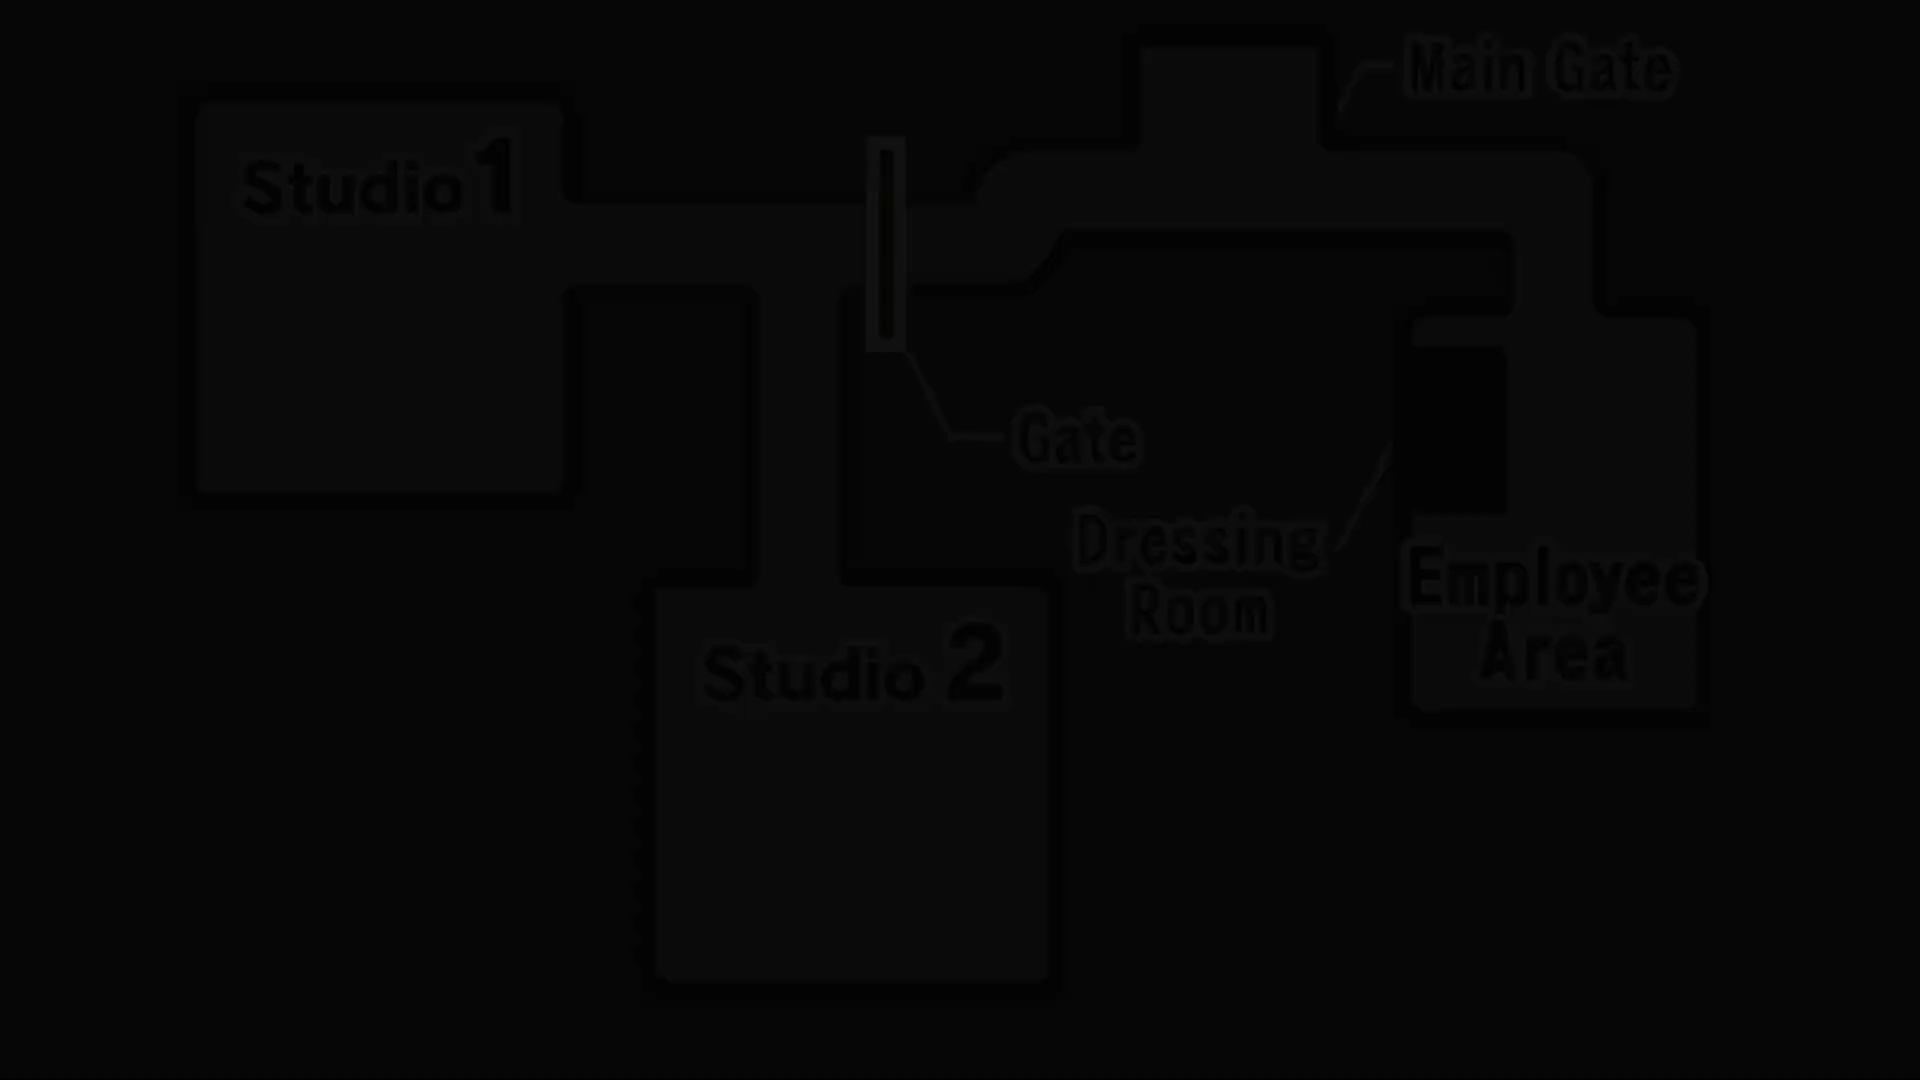 Main Gate
Studio 1
Gate
Dressing
Room
Employee
Area
Studio 2